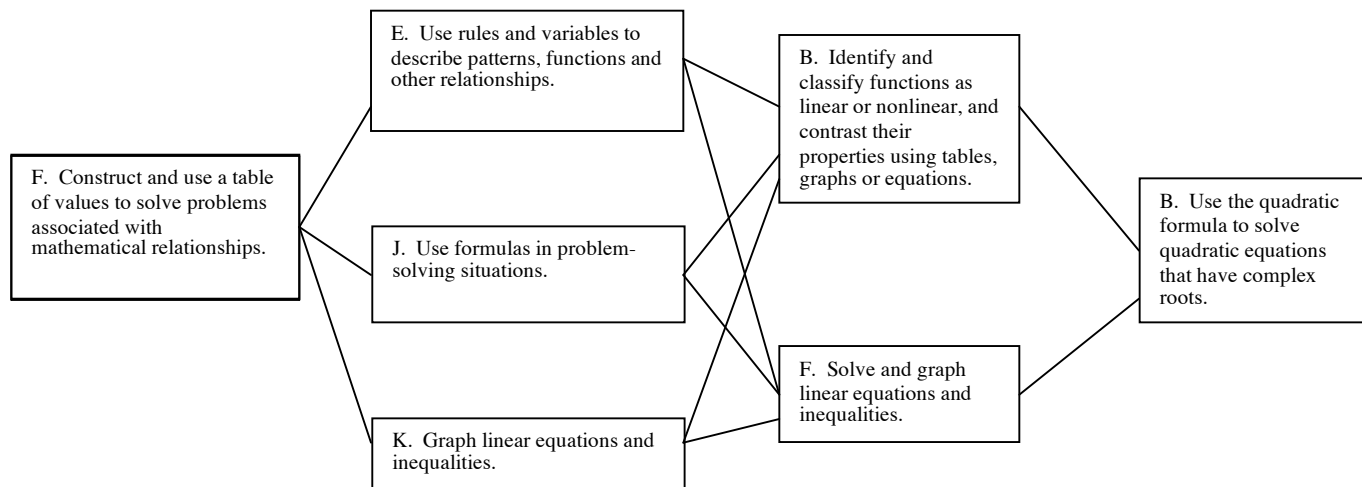 F. Construct and use a table
of values to solve problems
associated with
mathematical relationships.
E. Use rules and variables to
describe patterns, functions and
other relationships.
J. Use formulas in problem-
solving situations.
K. Graph linear equations and
inequalities.
B. Identify and
classify functions as
linear or nonlinear, and
contrast their
properties using tables,
graphs or equations.
F. Solve and graph
linear equations and
inequalities.
B. Use the quadratic
formula to solve
quadratic equations
that have complex
roots.